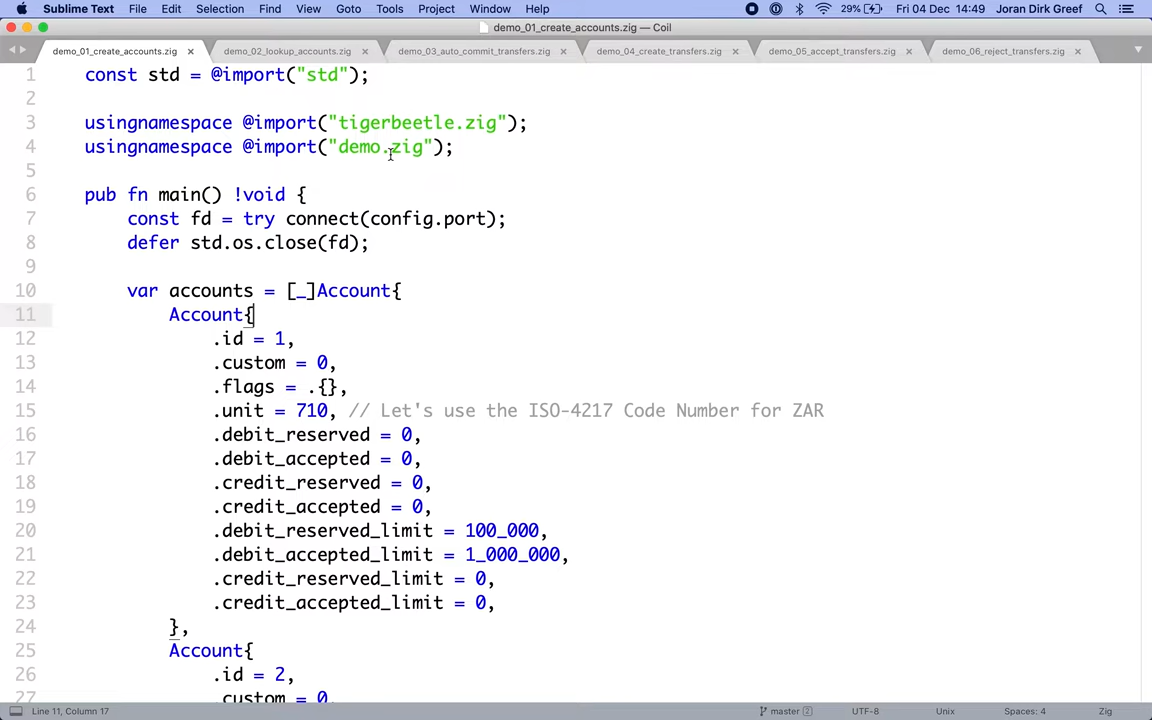 Sublime Text File Edit Selection Find View Goto Tools Project Window Help 29% Fri 04 Dec 14:49 Joran Dirk Greef
demo_01_create_accounts.zig — Coil
demo_01_create_accounts.zig demo_02_lookup_accounts.zig demo_03_auto_commit_transfers.zig demo_04_create_transfers.zig demo_05_accept_transfers.zig demo_06_reject_transfers.zig
1 const std = @import("std");
2
3 usingnamespace @import("tigerbeetle.zig");
4 usingnamespace @import("demo.zig");
5
6 pub fn main() !void {
7 const fd = try connect(config.port);
8 defer std.os.close(fd);
9
10 var accounts = [_]Account{
11 Account{
12 .id = 1,
13 .custom = 0,
14 .flags = .{},
15 .unit = 710, // Let's use the ISO-4217 Code Number for ZAR
16 .debit_reserved = 0,
17 .debit_accepted = 0,
18 .credit_reserved = 0,
19 .credit_accepted = 0,
20 .debit_reserved_limit = 100_000,
21 .debit_accepted_limit = 1_000_000,
22 .credit_reserved_limit = 0,
23 .credit_accepted_limit = 0,
24 },
25 Account{
26 .id = 2,
27 .custom = 0,
Line 11, Column 17 master 2 UTF-8 Unix Spaces: 4 Zig